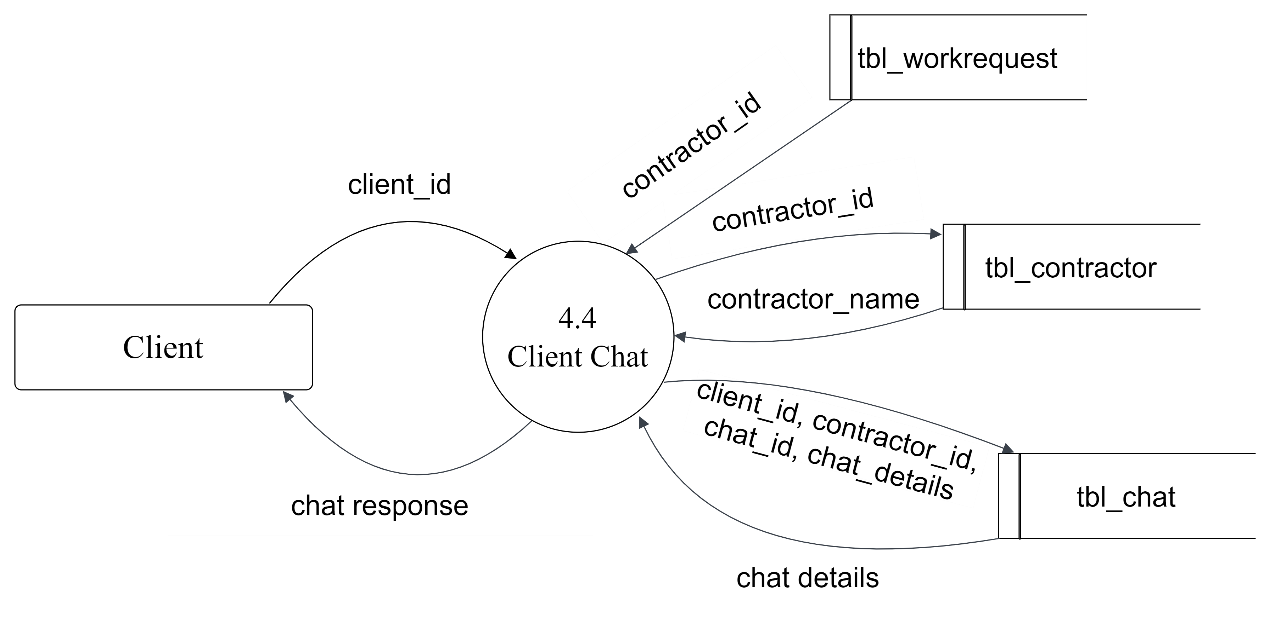 tbl_workrequest
contractor_id
client_id
contractor_id
tbl_contractor
contractor_name
4.4
Client Chat
Client
client_id, contractor_id,
chat_id, chat_details
tbl_chat
chat response
chat details